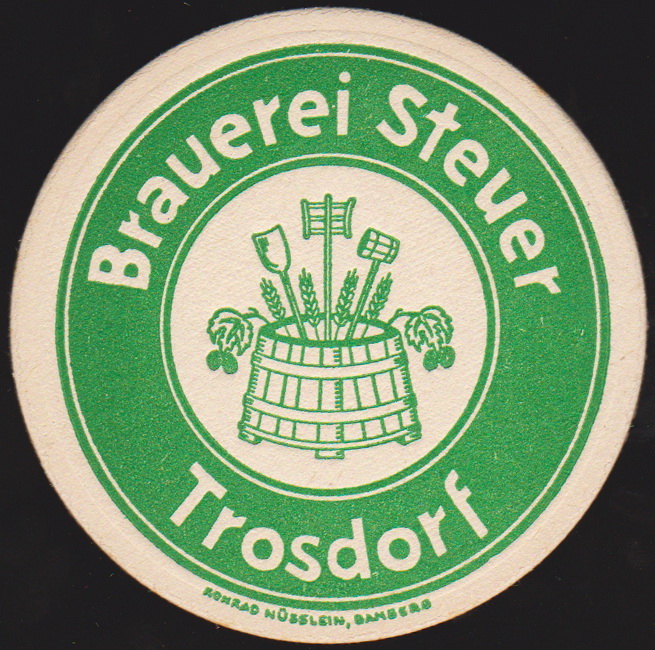 Brauerei Steuer
Trosdorf
KONRAD NÜSSLEIN, BAMBERG